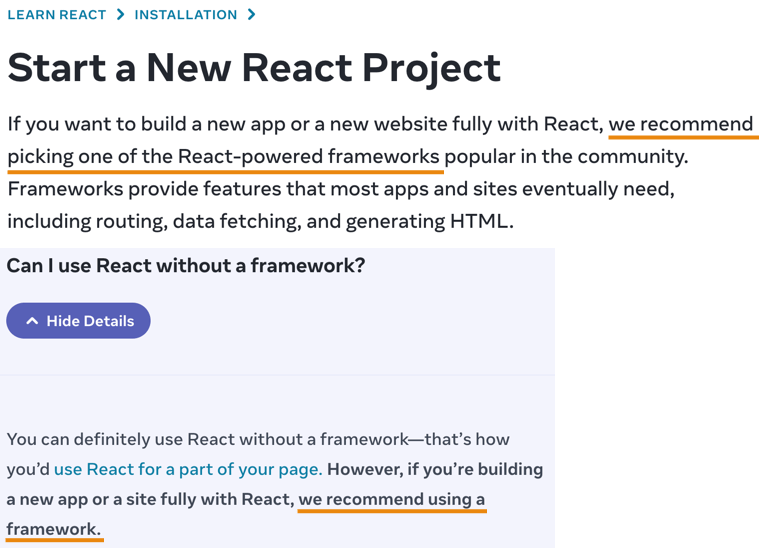 LEARN REACT > INSTALLATION >
Start a New React Project
If you want to build a new app or a new website fully with React, we recommend
picking one of the React-powered frameworks popular in the community.
Frameworks provide features that most apps and sites eventually need,
including routing, data fetching, and generating HTML.
Can I use React without a framework?
Hide Details
You can definitely use React without a framework—that’s how
you’d use React for a part of your page. However, if you’re building
a new app or a site fully with React, we recommend using a
framework.